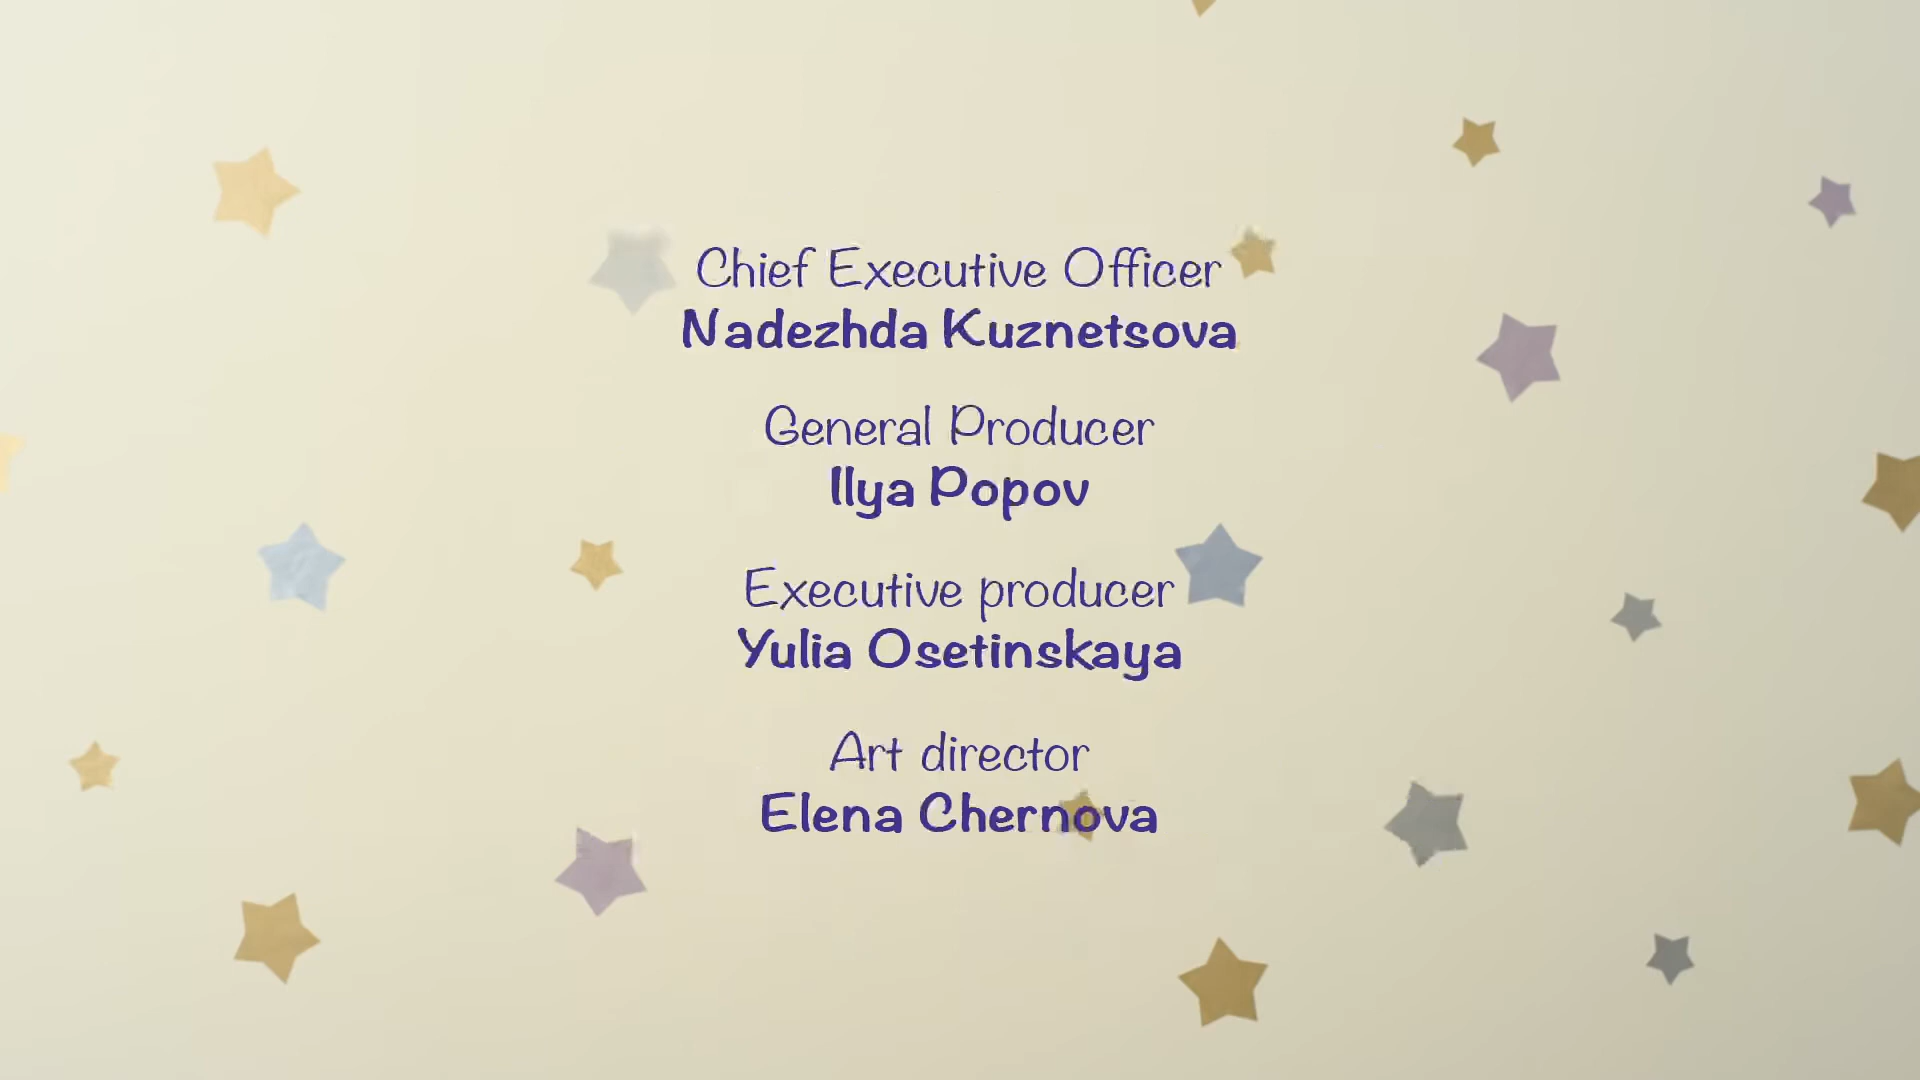 Chief Executive Officer
Nadezhda Kuznetsova
General Producer
Ilya Popov
Executive producer
Yulia Osetinskaya
Art director
Elena Chernova